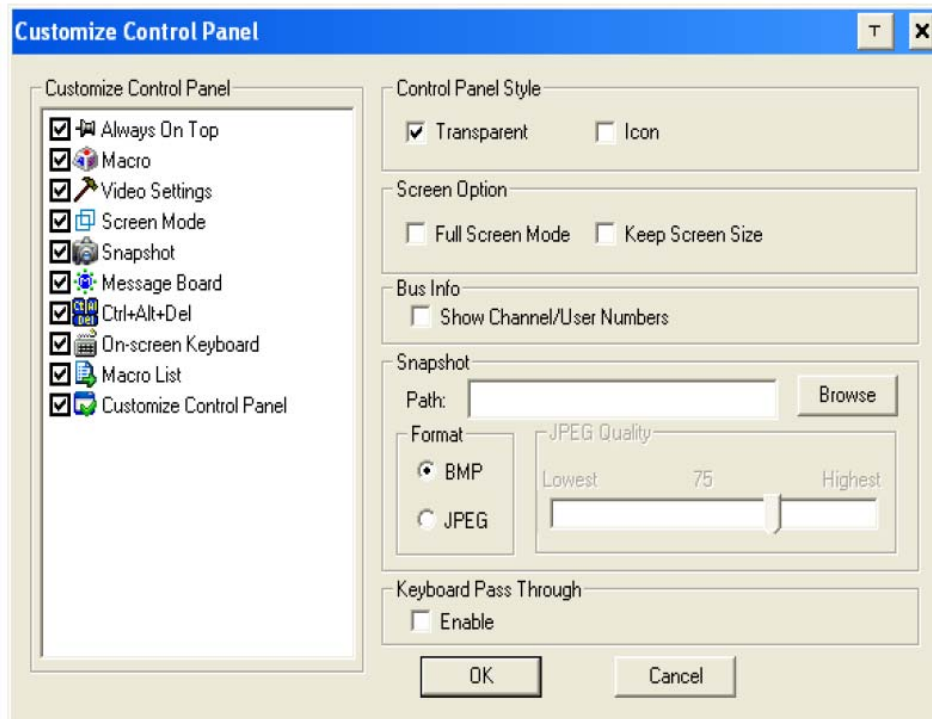 Customize Control Panel
T
X
Customize Control Panel
Always On Top
Macro
Video Settings
Screen Mode
Snapshot
Message Board
Ctrl+Alt+Del
On-screen Keyboard
Macro List
Customize Control Panel
Control Panel Style
Transparent Icon
Screen Option
Full Screen Mode Keep Screen Size
Bus Info
Show Channel/User Numbers
Snapshot
Path: Browse
Format
BMP
JPEG
JPEG Quality
Lowest 75 Highest
Keyboard Pass Through
Enable
OK Cancel